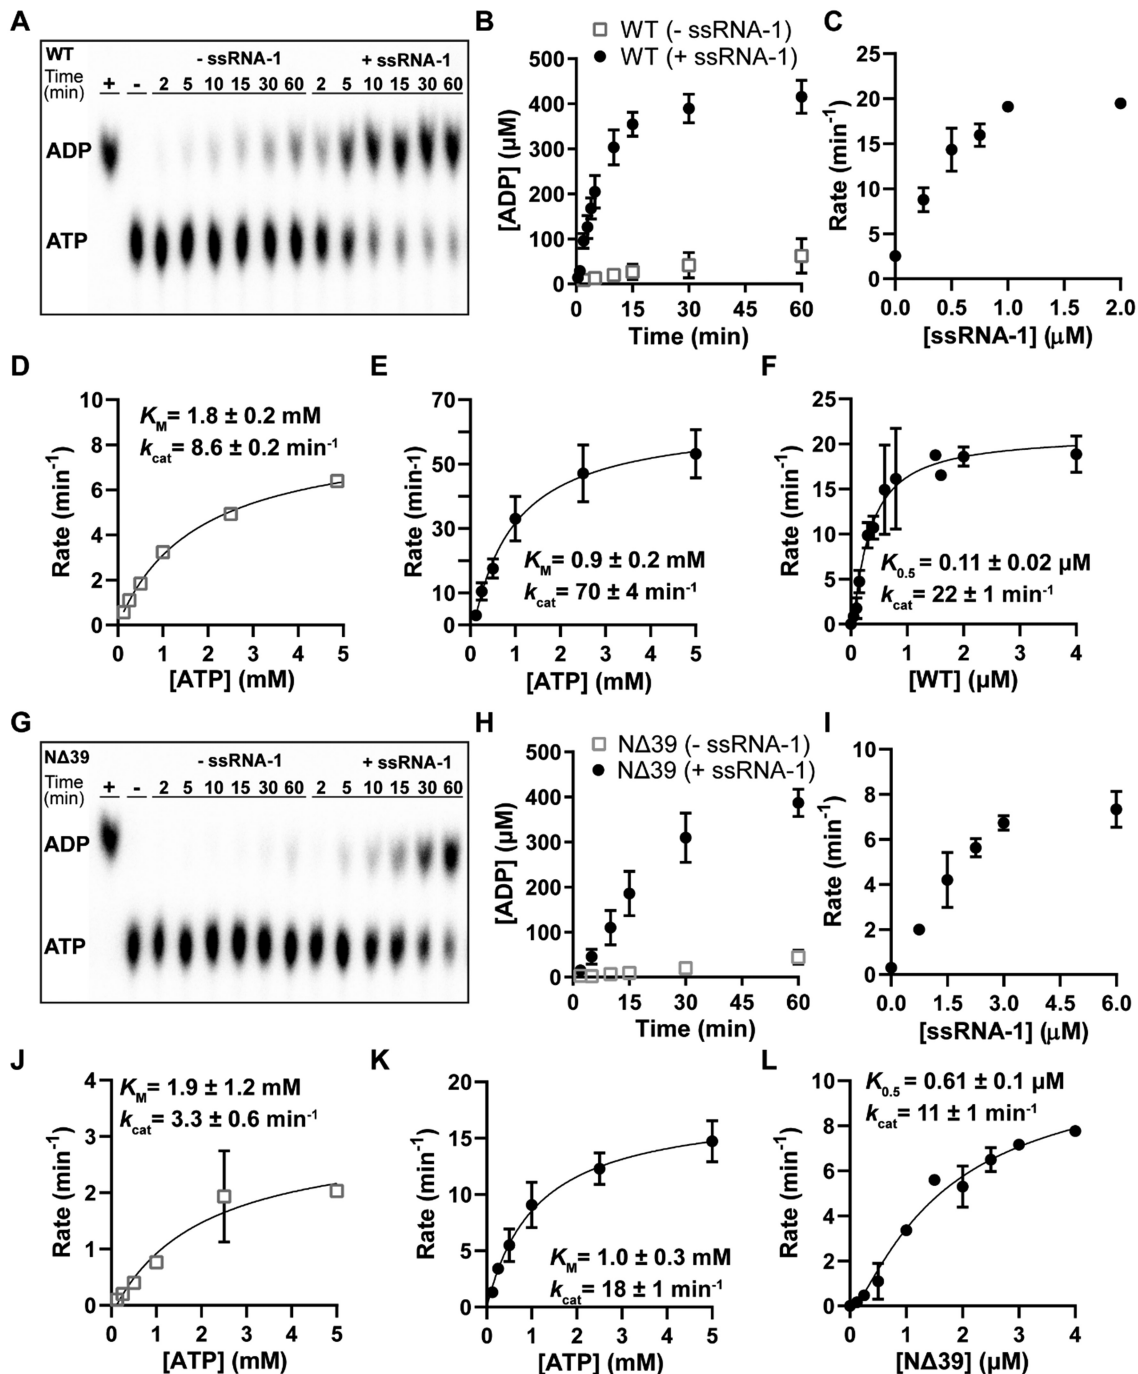 A
WT
- ssRNA-1 + ssRNA-1
Time
(min)
+ - 2 5 10 15 30 60 2 5 10 15 30 60
ADP
ATP
B
WT (- ssRNA-1)
WT (+ ssRNA-1)
[ADP] (µM)
500
400
300
200
100
0
0 15 30 45 60
Time (min)
C
Rate (min-1)
25
20
15
10
5
0
0.0 0.5 1.0 1.5 2.0
[ssRNA-1] (µM)
D
KM= 1.8 ± 0.2 mM
kcat= 8.6 ± 0.2 min-1
Rate (min-1)
10
8
6
4
2
0
0 1 2 3 4 5
[ATP] (mM)
E
Rate (min-1)
70
50
30
10
0
KM= 0.9 ± 0.2 mM
kcat= 70 ± 4 min-1
0 1 2 3 4 5
[ATP] (mM)
F
Rate (min-1)
25
20
15
10
5
0
K0.5 = 0.11 ± 0.02 µM
kcat= 22 ± 1 min-1
0 1 2 3 4
[WT] (µM)
G
NΔ39
- ssRNA-1 + ssRNA-1
Time
(min)
+ - 2 5 10 15 30 60 2 5 10 15 30 60
ADP
ATP
H
NΔ39 (- ssRNA-1)
NΔ39 (+ ssRNA-1)
[ADP] (µM)
500
400
300
200
100
0
0 15 30 45 60
Time (min)
I
Rate (min-1)
10
8
6
4
2
0
0.0 1.5 3.0 4.5 6.0
[ssRNA-1] (µM)
J
KM= 1.9 ± 1.2 mM
kcat= 3.3 ± 0.6 min-1
Rate (min-1)
4
3
2
1
0
0 1 2 3 4 5
[ATP] (mM)
K
Rate (min-1)
20
15
10
5
0
KM= 1.0 ± 0.3 mM
kcat= 18 ± 1 min-1
0 1 2 3 4 5
[ATP] (mM)
L
K0.5 = 0.61 ± 0.1 µM
kcat= 11 ± 1 min-1
Rate (min-1)
10
8
6
4
2
0
0 1 2 3 4
[NΔ39] (µM)